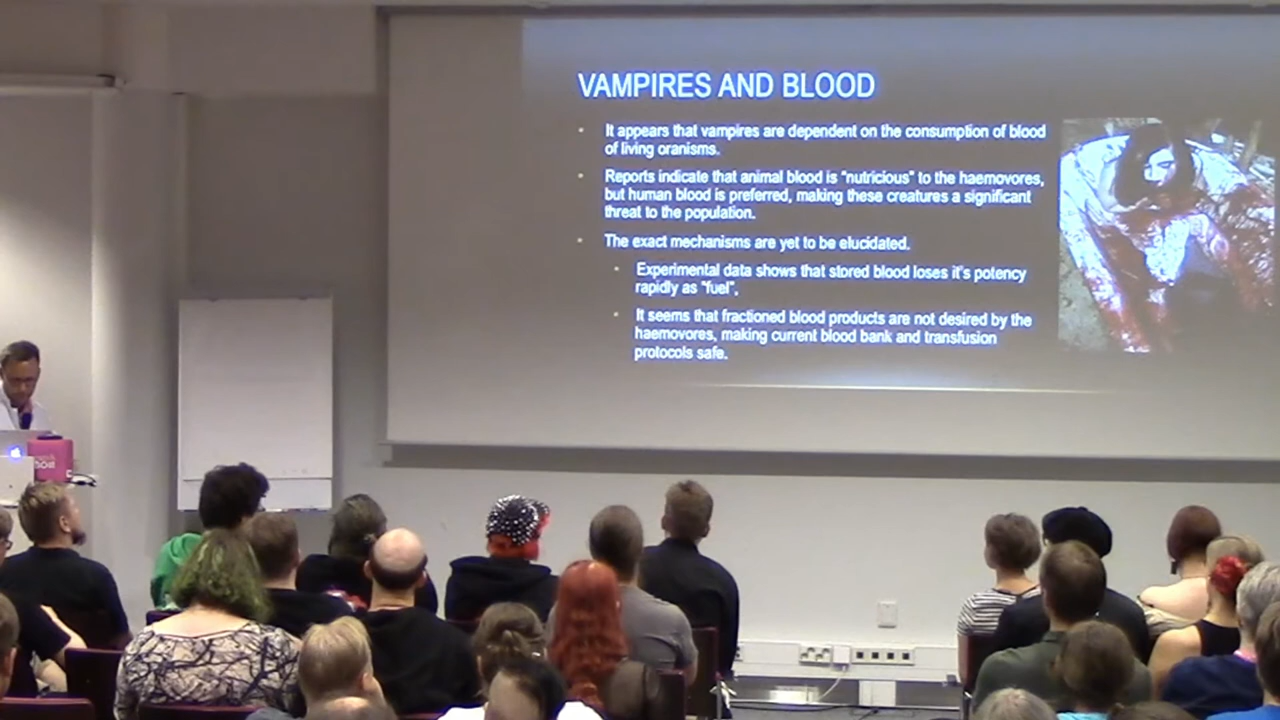 VAMPIRES AND BLOOD
It appears that vampires are dependent on the consumption of blood
of living oranisms.
Reports indicate that animal blood is "nutricious" to the haemovores,
but human blood is preferred, making these creatures a significant
threat to the population.
The exact mechanisms are yet to be elucidated.
Experimental data shows that stored blood loses it's potency
rapidly as "fuel".
It seems that fractioned blood products are not desired by the
haemovores, making current blood bank and transfusion
protocols safe.